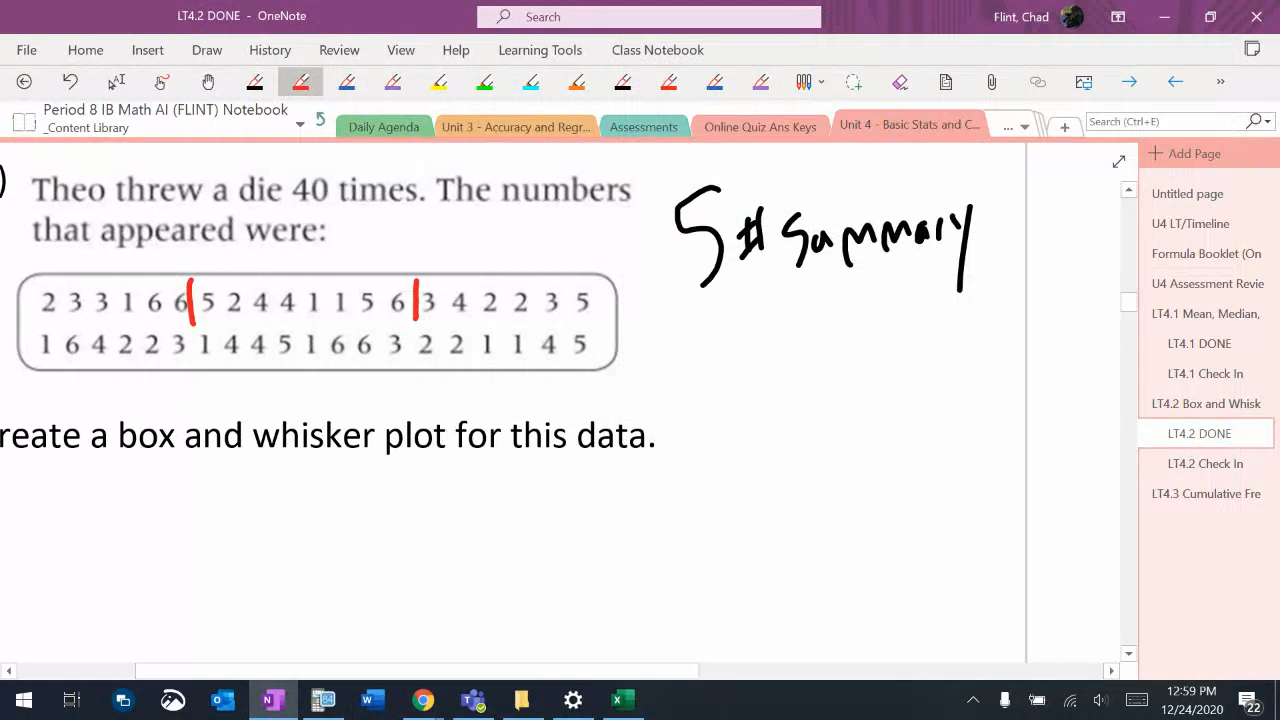 LT4.2 DONE - OneNote
Search
Flint, Chad
File Home Insert Draw History Review View Help Learning Tools Class Notebook
Period 8 IB Math AI (FLINT) Notebook
_Content Library
Daily Agenda
Unit 3 - Accuracy and Regr...
Assessments
Online Quiz Ans Keys
Unit 4 - Basic Stats and C...
...
Search (Ctrl+E)
) Theo threw a die 40 times. The numbers
that appeared were:
2 3 3 1 6 6 5 2 4 4 1 1 5 6 3 4 2 2 3 5
1 6 4 2 2 3 1 4 4 5 1 6 6 3 2 2 1 1 4 5
5 # Summary
reate a box and whisker plot for this data.
Add Page
Untitled page
U4 LT/Timeline
Formula Booklet (On
U4 Assessment Revie
LT4.1 Mean, Median,
LT4.1 DONE
LT4.1 Check In
LT4.2 Box and Whisk
LT4.2 DONE
LT4.2 Check In
LT4.3 Cumulative Fre
12:59 PM
12/24/2020
22